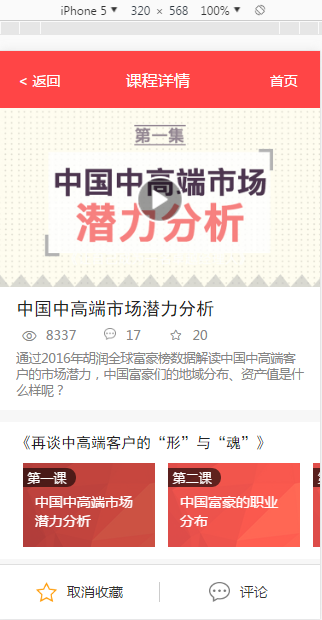 iPhone 5 ▼ 320 × 568 100% ▼
< 返回 课程详情 首页
第一集
中国中高端市场
潜力分析
中国中高端市场潜力分析
8337 17 20
通过2016年胡润全球富豪榜数据解读中国中高端客
户的市场潜力，中国富豪们的地域分布、资产值是什
么样呢？
《再谈中高端客户的“形”与“魂”》
第一课
中国中高端市场
潜力分析
第二课
中国富豪的职业
分布
取消收藏 评论